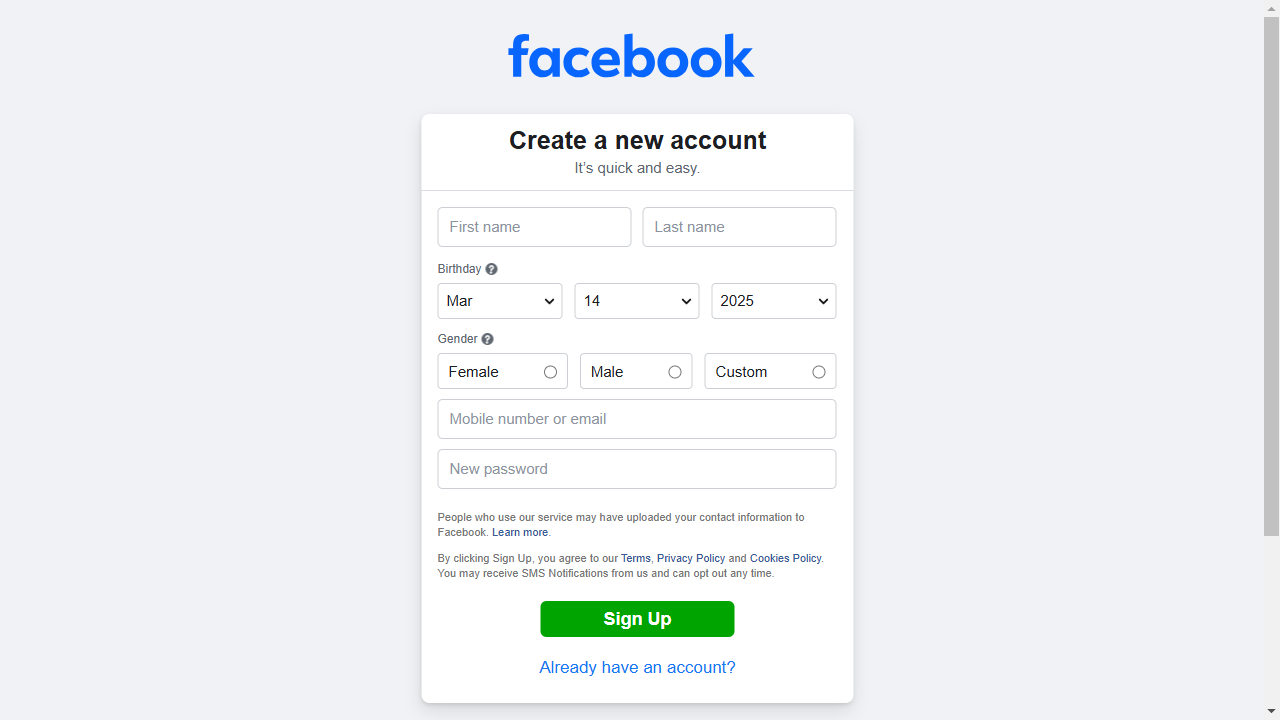 facebook
Create a new account
It's quick and easy.
First name Last name
Birthday
Mar 14 2025
Gender
Female Male Custom
Mobile number or email
New password
People who use our service may have uploaded your contact information to
Facebook. Learn more.
By clicking Sign Up, you agree to our Terms, Privacy Policy and Cookies Policy.
You may receive SMS Notifications from us and can opt out any time.
Sign Up
Already have an account?